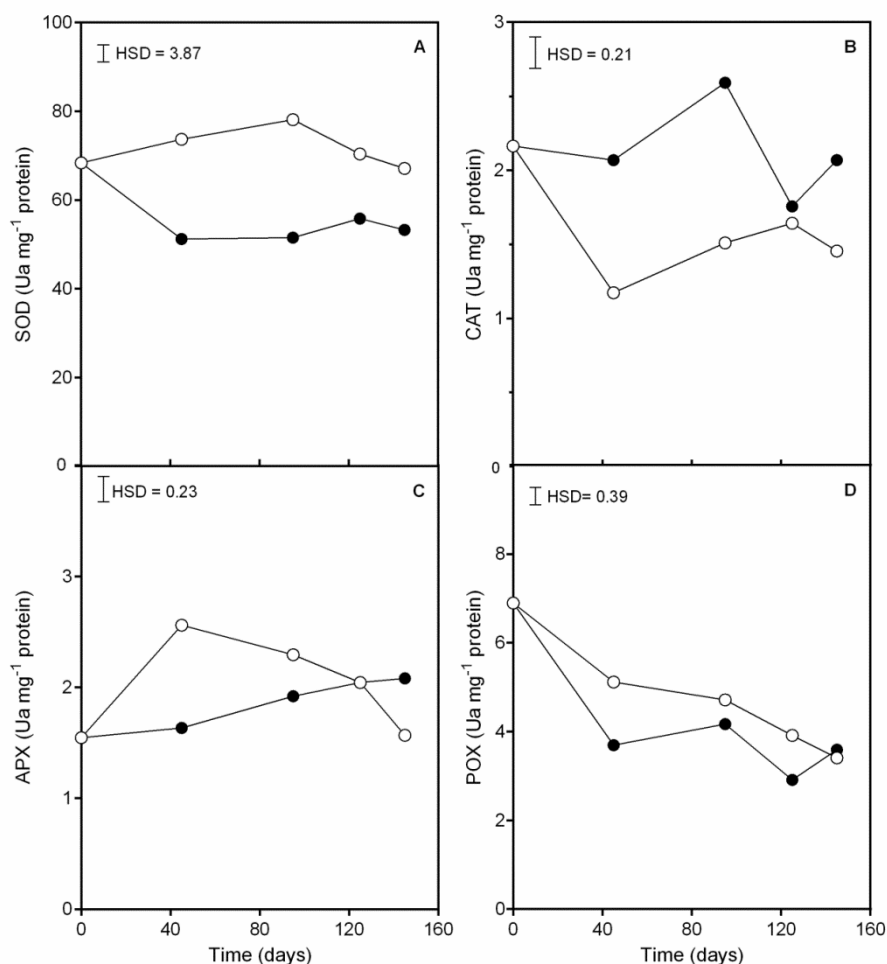 100
HSD = 3.87
A
80
60
40
20
0
SOD (Ua mg⁻¹ protein)
3
HSD = 0.21
B
2
1
0
CAT (Ua mg⁻¹ protein)
HSD = 0.23
C
3
2
1
0
APX (Ua mg⁻¹ protein)
0 40 80 120 160
Time (days)
HSD= 0.39
D
8
6
4
2
0
POX (Ua mg⁻¹ protein)
0 40 80 120 160
Time (days)